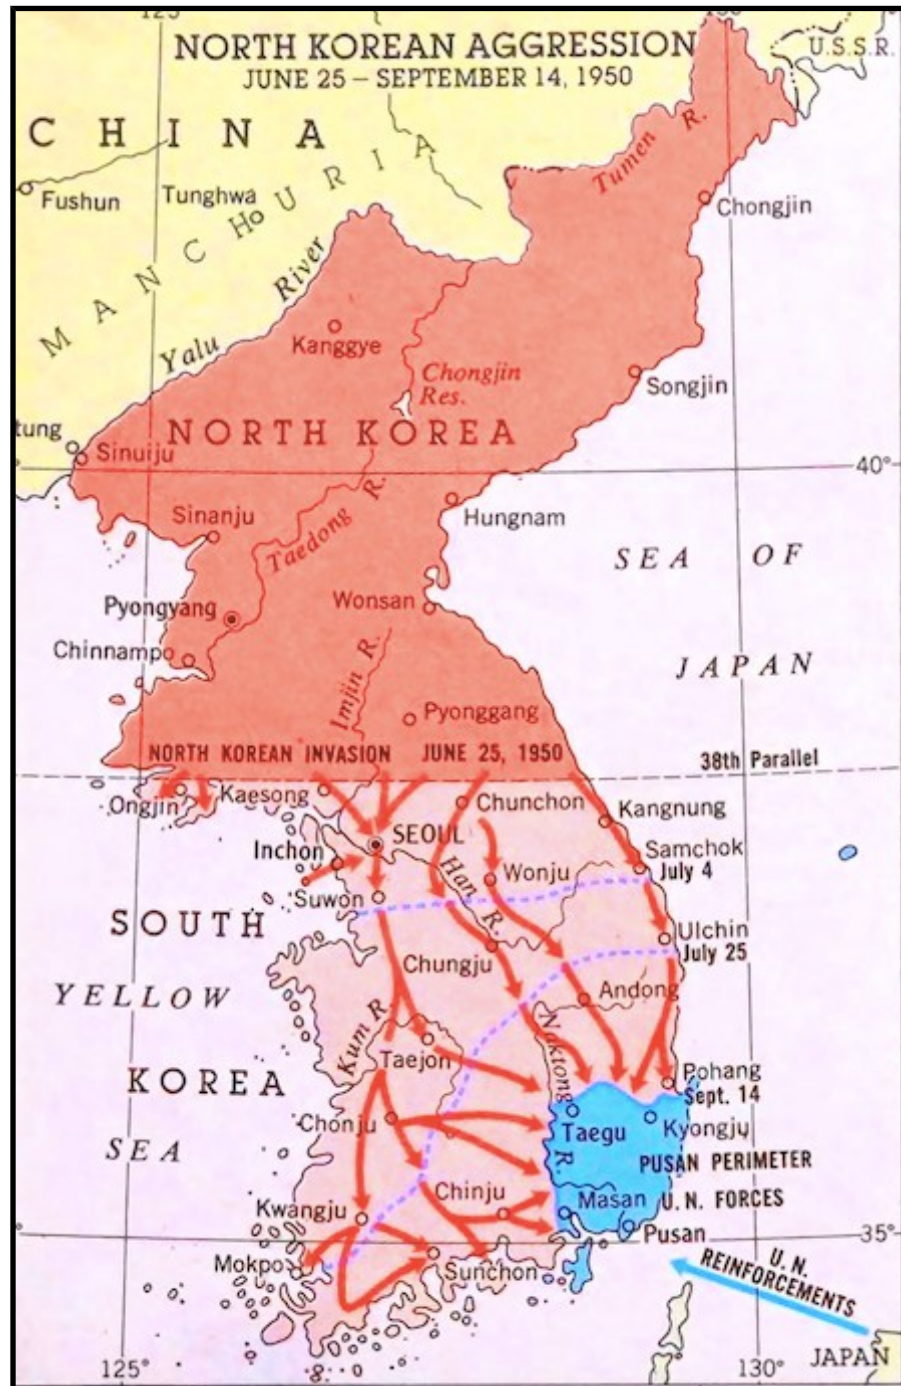 125°
130°
NORTH KOREAN AGGRESSION
JUNE 25 – SEPTEMBER 14, 1950
U.S.S.R.
CHINA
Tumen R.
Fushun
Tunghwa
MANCHOURIA
Chongjin
Yalu River
Kanggye
Chongjin
Res.
Songjin
tung
NORTH KOREA
Sinuiju
40°
Sinanju
Hungnam
Taedong R.
SEA OF
JAPAN
Pyongyang
Wonsan
Chinnampo
Imjin R.
Pyonggang
NORTH KOREAN INVASION JUNE 25, 1950
38th Parallel
Ongjin
Kaesong
Chunchon
Kangnung
SEOUL
Inchon
Samchok
July 4
Han R.
Wonju
Suwon
SOUTH
KOREA
Ulchin
July 25
YELLOW
SEA
Chungju
Andong
Kum R.
Naktong R
Taejon
Pohang
Sept. 14
Chonju
Taegu
Kyongju
PUSAN PERIMETER
Chinju
Masan
U.N. FORCES
Kwangju
Pusan
35°
Mokpo
Sunchon
U.N.
REINFORCEMENTS
125°
130°
JAPAN